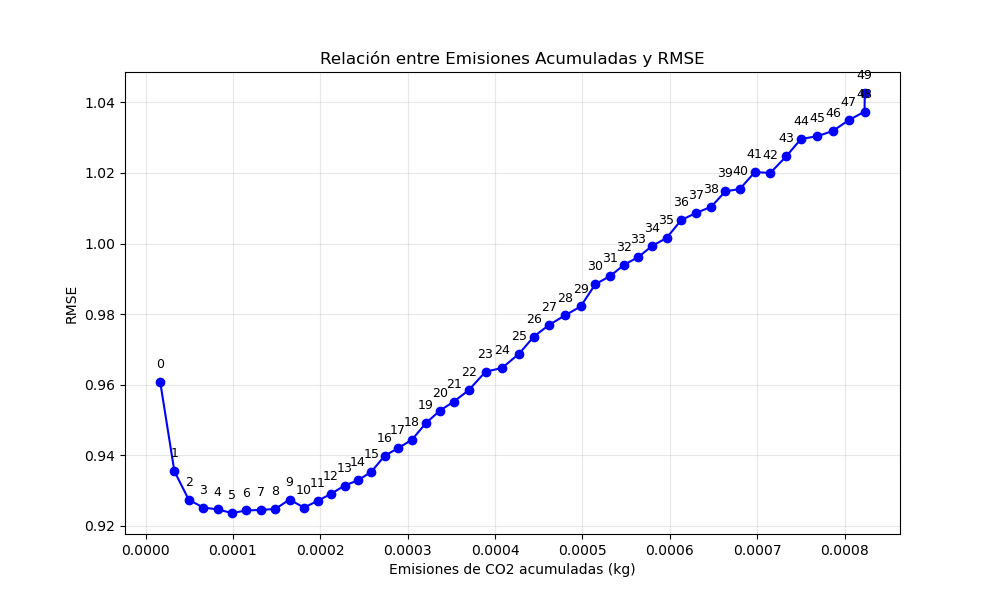 Relación entre Emisiones Acumuladas y RMSE
RMSE
1.04
1.02
1.00
0.98
0.96
0.94
0.92
0 1 2 3 4 5 6 7 8 9 10 11 12 13 14 15 16 17 18 19 20 21 22 23 24 25 26 27 28 29 30 31 32 33 34 35 36 37 38 39 40 41 42 43 44 45 46 47 49
0.0000 0.0001 0.0002 0.0003 0.0004 0.0005 0.0006 0.0007 0.0008
Emisiones de CO2 acumuladas (kg)